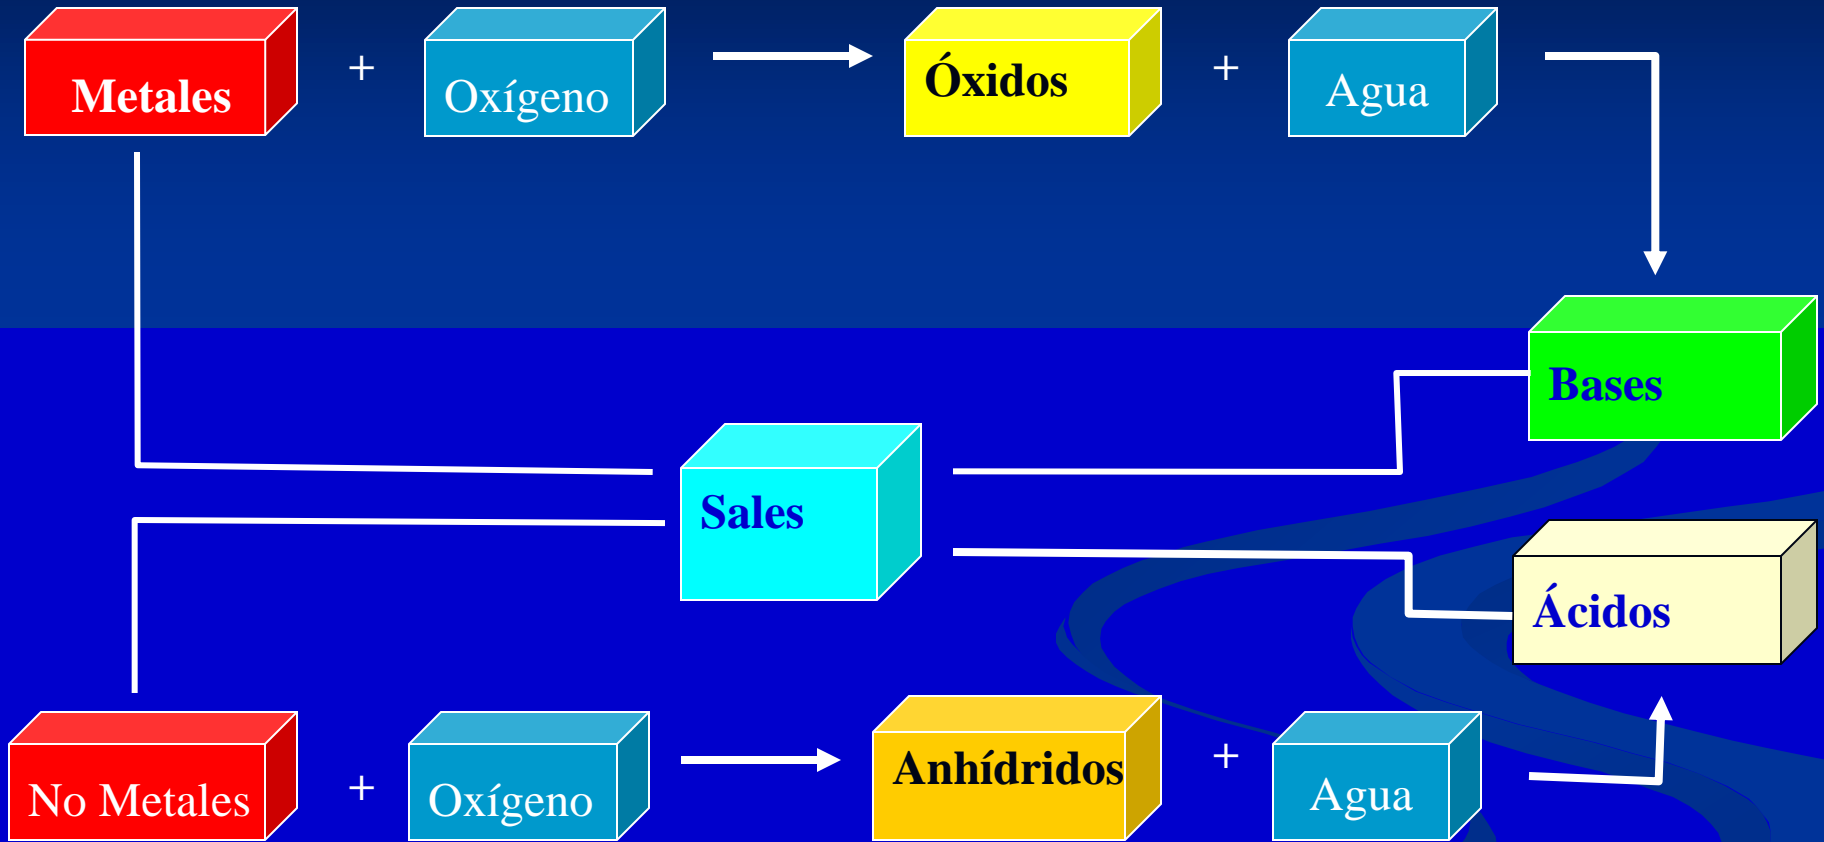 Metales + Oxígeno Óxidos + Agua
Bases
Sales
Ácidos
No Metales + Oxígeno Anhídridos + Agua